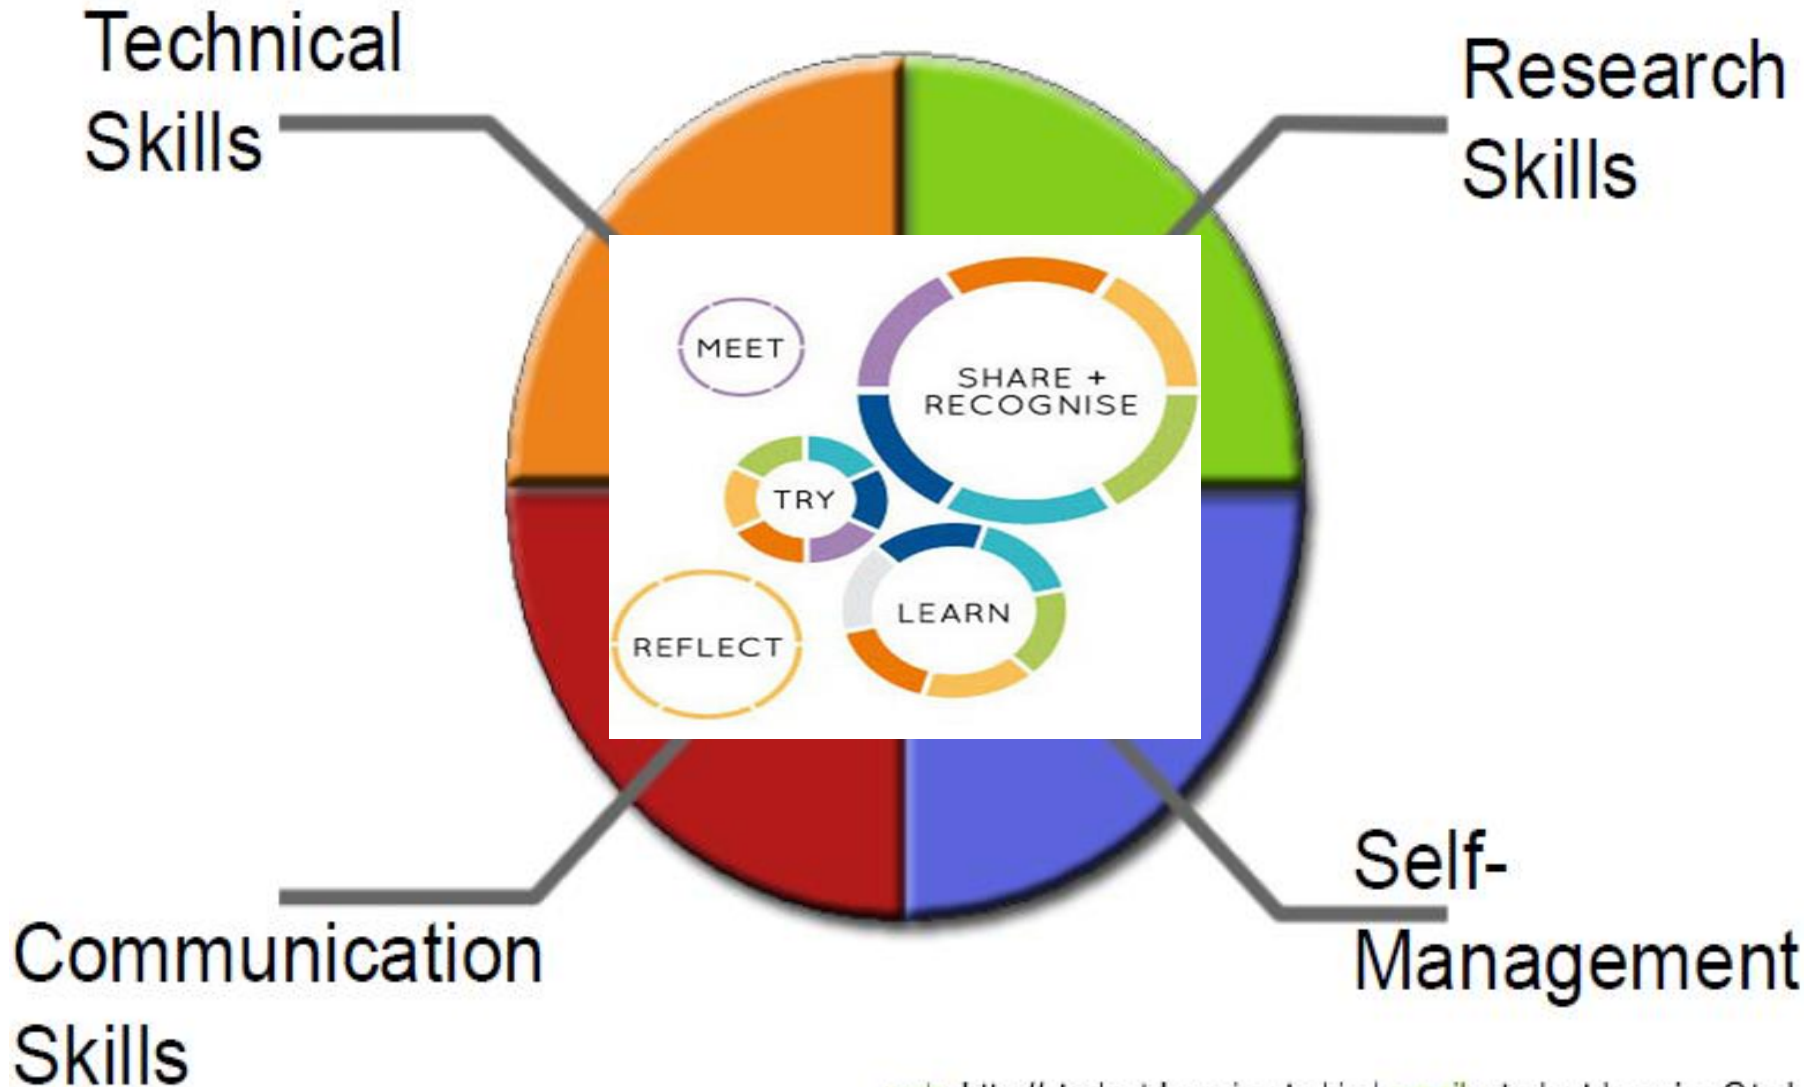 Technical
Skills
Research
Skills
MEET
SHARE +
RECOGNISE
TRY
LEARN
REFLECT
Self-
Management
Communication
Skills